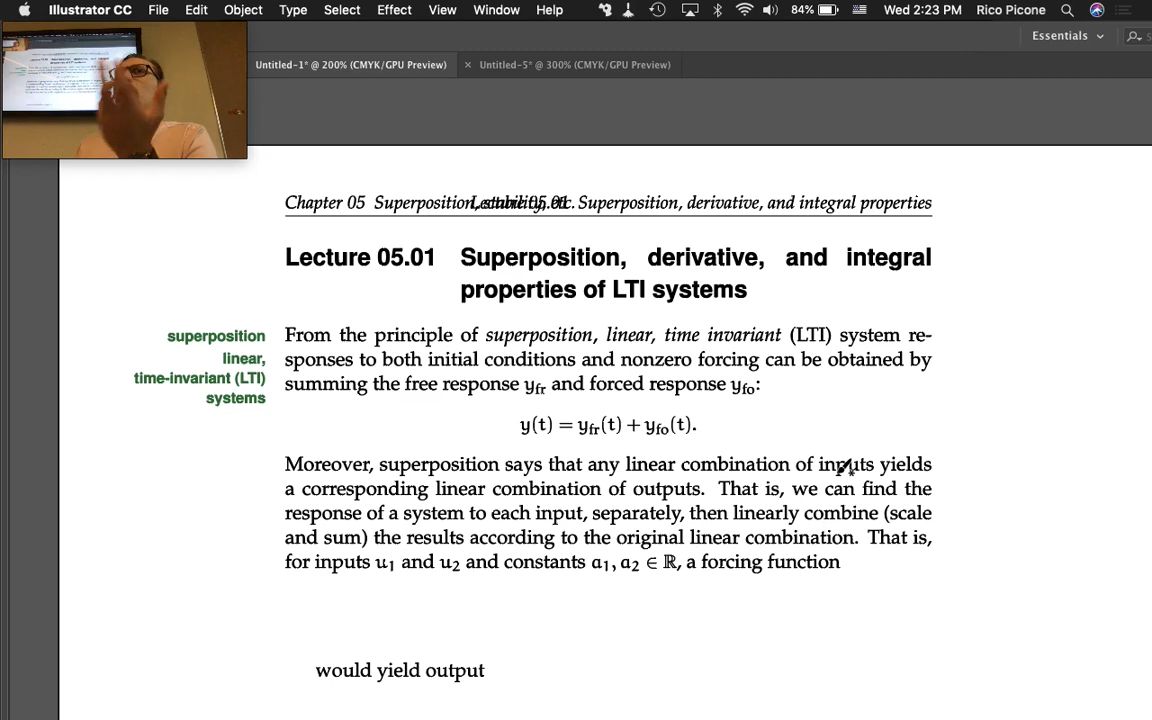 Illustrator CC File Edit Object Type Select Effect View Window Help 84% Wed 2:23 PM Rico Picone
Essentials
Untitled-1* @ 200% (CMYK/GPU Preview) × Untitled-5* @ 300% (CMYK/GPU Preview)
Chapter 05 Superposition, stability, etc. Lecture 05.01 Superposition, derivative, and integral properties
Lecture 05.01 Superposition, derivative, and integral
properties of LTI systems
superposition
linear,
time-invariant (LTI)
systems
From the principle of superposition, linear, time invariant (LTI) system re-
sponses to both initial conditions and nonzero forcing can be obtained by
summing the free response yfr and forced response yfo:
y(t) = yfr(t) + yfo(t).
Moreover, superposition says that any linear combination of inputs yields
a corresponding linear combination of outputs. That is, we can find the
response of a system to each input, separately, then linearly combine (scale
and sum) the results according to the original linear combination. That is,
for inputs u1 and u2 and constants a1, a2 ∈ ℝ, a forcing function
would yield output